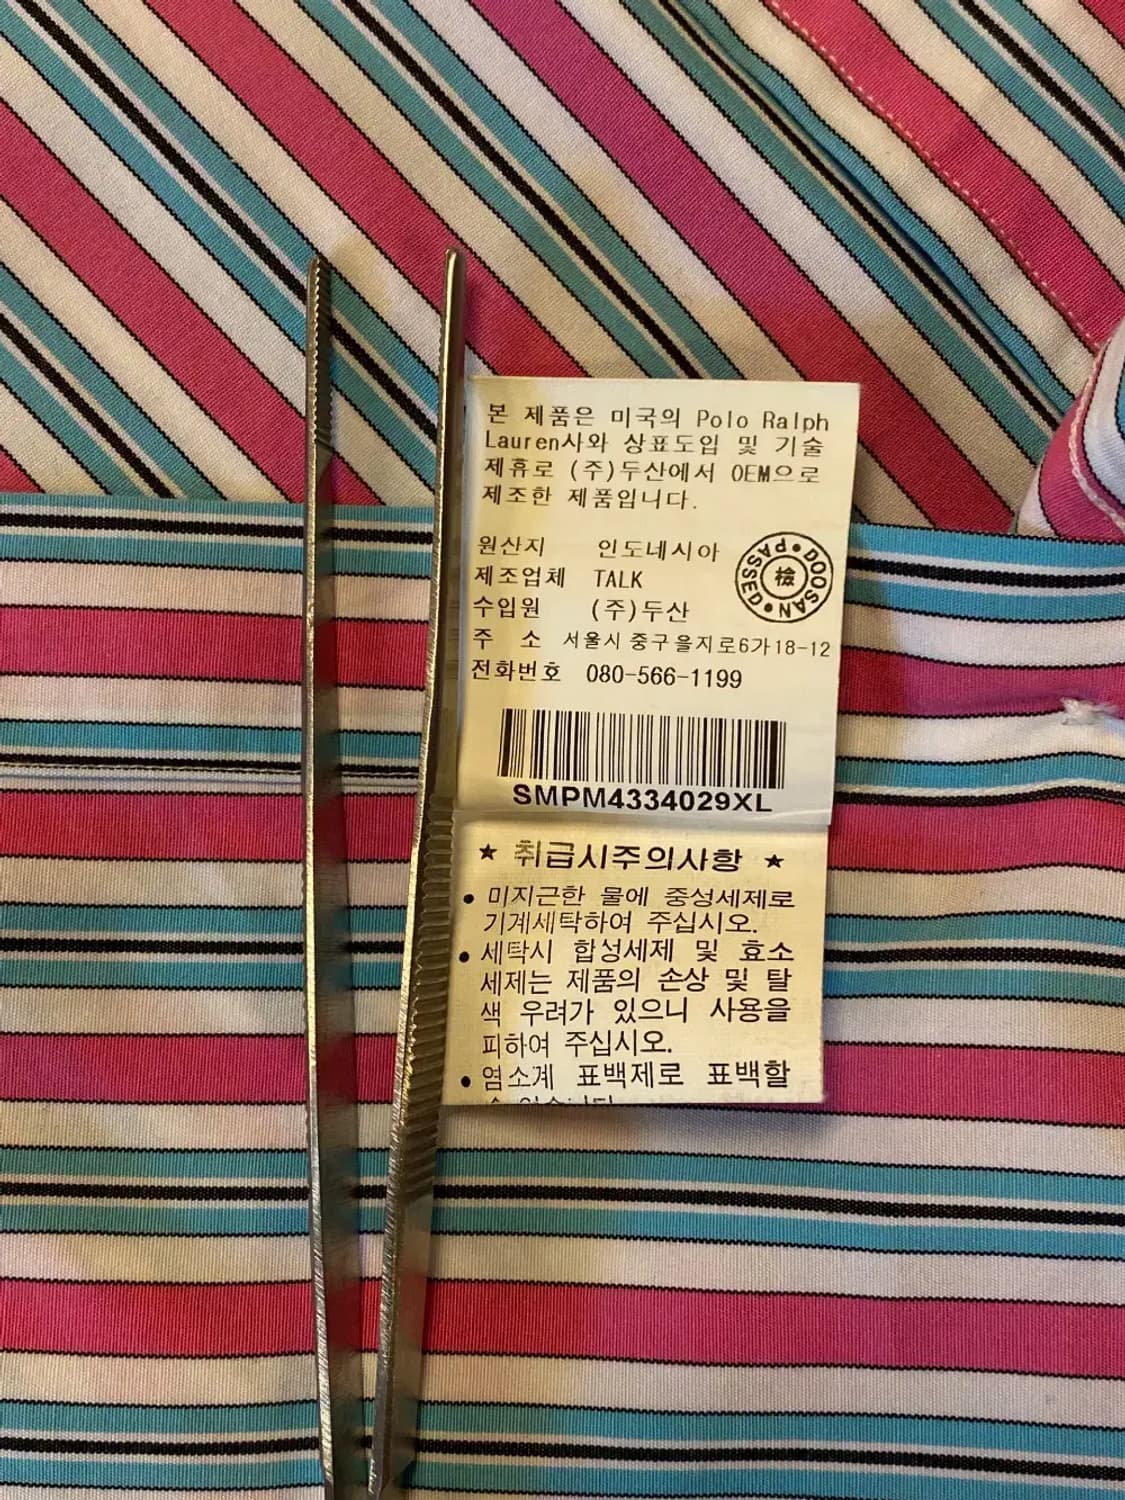 본 제품은 미국의 Polo Ralph
Lauren사와 상표도입 및 기술
제휴로 (주)두산에서 OEM으로
제조한 제품입니다.
원산지 인도네시아
제조업체 TALK
수입원 (주)두산
주 소 서울시 중구 을지로6가 18-12
전화번호 080-566-1199
DOOSAN • PASSED •
檢
SMPM4334029XL
★ 취급시주의사항 ★
• 미지근한 물에 중성세제로
기계세탁하여 주십시오.
• 세탁시 합성세제 및 효소
세제는 제품의 손상 및 탈
색 우려가 있으니 사용을
피하여 주십시오.
• 염소계 표백제로 표백할